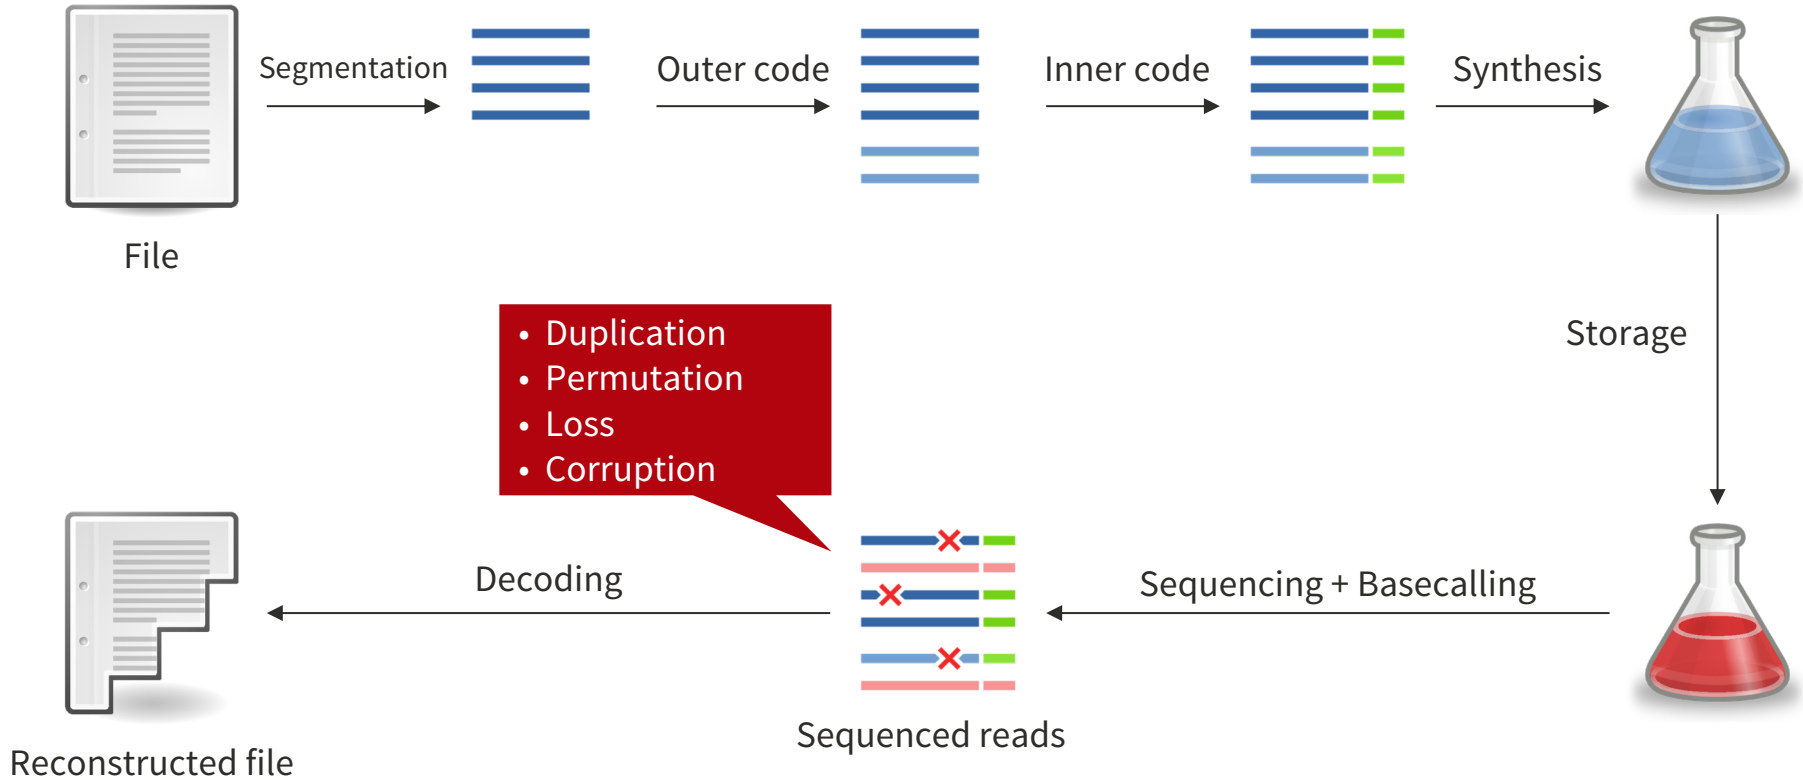 Segmentation
Outer code
Inner code
Synthesis
File
• Duplication
• Permutation
• Loss
• Corruption
Storage
Decoding
Sequencing + Basecalling
Sequenced reads
Reconstructed file